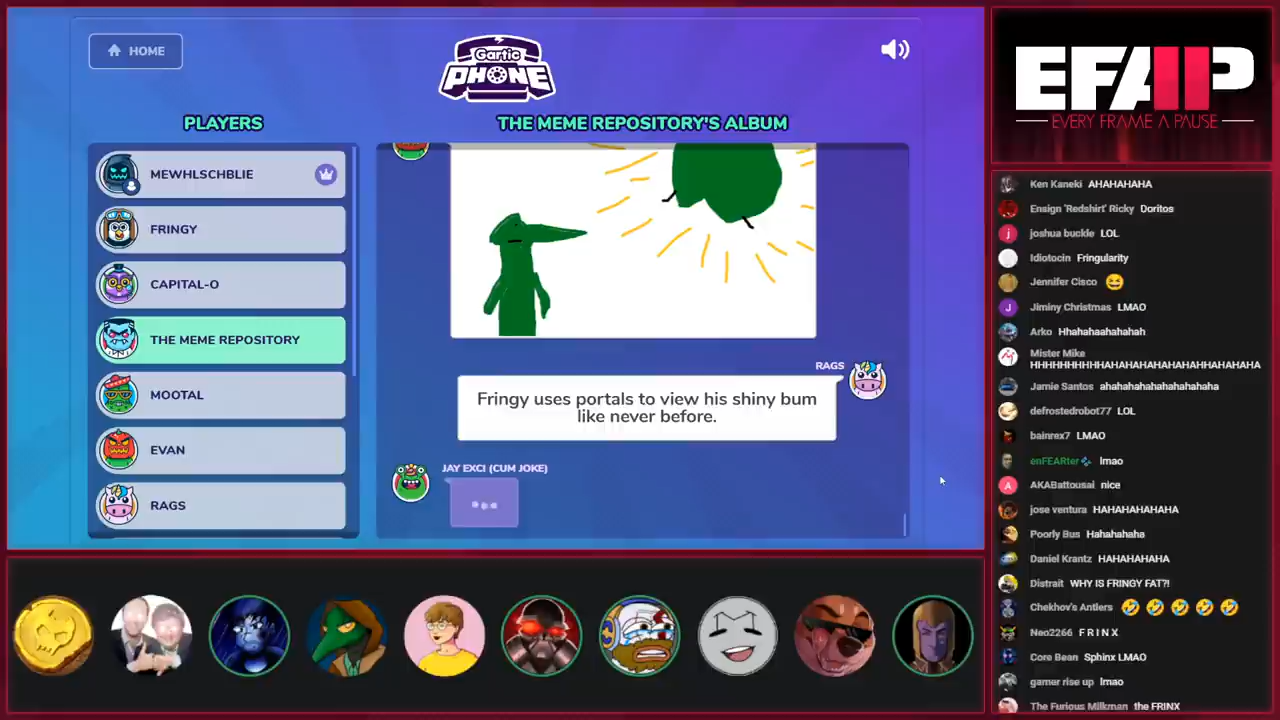 HOME
Gartic
PHONE
PLAYERS
MEWHLSCHBLIE
FRINGY
CAPITAL-O
THE MEME REPOSITORY
MOOTAL
EVAN
RAGS
THE MEME REPOSITORY'S ALBUM
RAGS
Fringy uses portals to view his shiny bum
like never before.
JAY EXCI (CUM JOKE)
EFAP
EVERY FRAME A PAUSE
Ken Kaneki AHAHAHAHA
Ensign 'Redshirt' Ricky Doritos
joshua buckle LOL
Idiotocin Fringularity
Jennifer Cisco 😆
Jiminy Christmas LMAO
Arko Hhahahaahahahah
Mister Mike
HHHHHHHHHHAHAHAHAHAHAHHAHAHAHA
Jamie Santos ahahahahahahahahaha
defrostedrobot77 LOL
bainrex7 LMAO
enFEARter lmao
AKABattousai nice
jose ventura HAHAHAHAHAHA
Poorly Bus Hahahahaha
Daniel Krantz HAHAHAHAHA
Distrait WHY IS FRINGY FAT?!
Chekhov's Antlers 🤣 🤣 🤣 🤣 🤣
Neo2266 F R I N X
Core Bean Sphinx LMAO
gamer rise up lmao
The Furious Milkman the FRINX